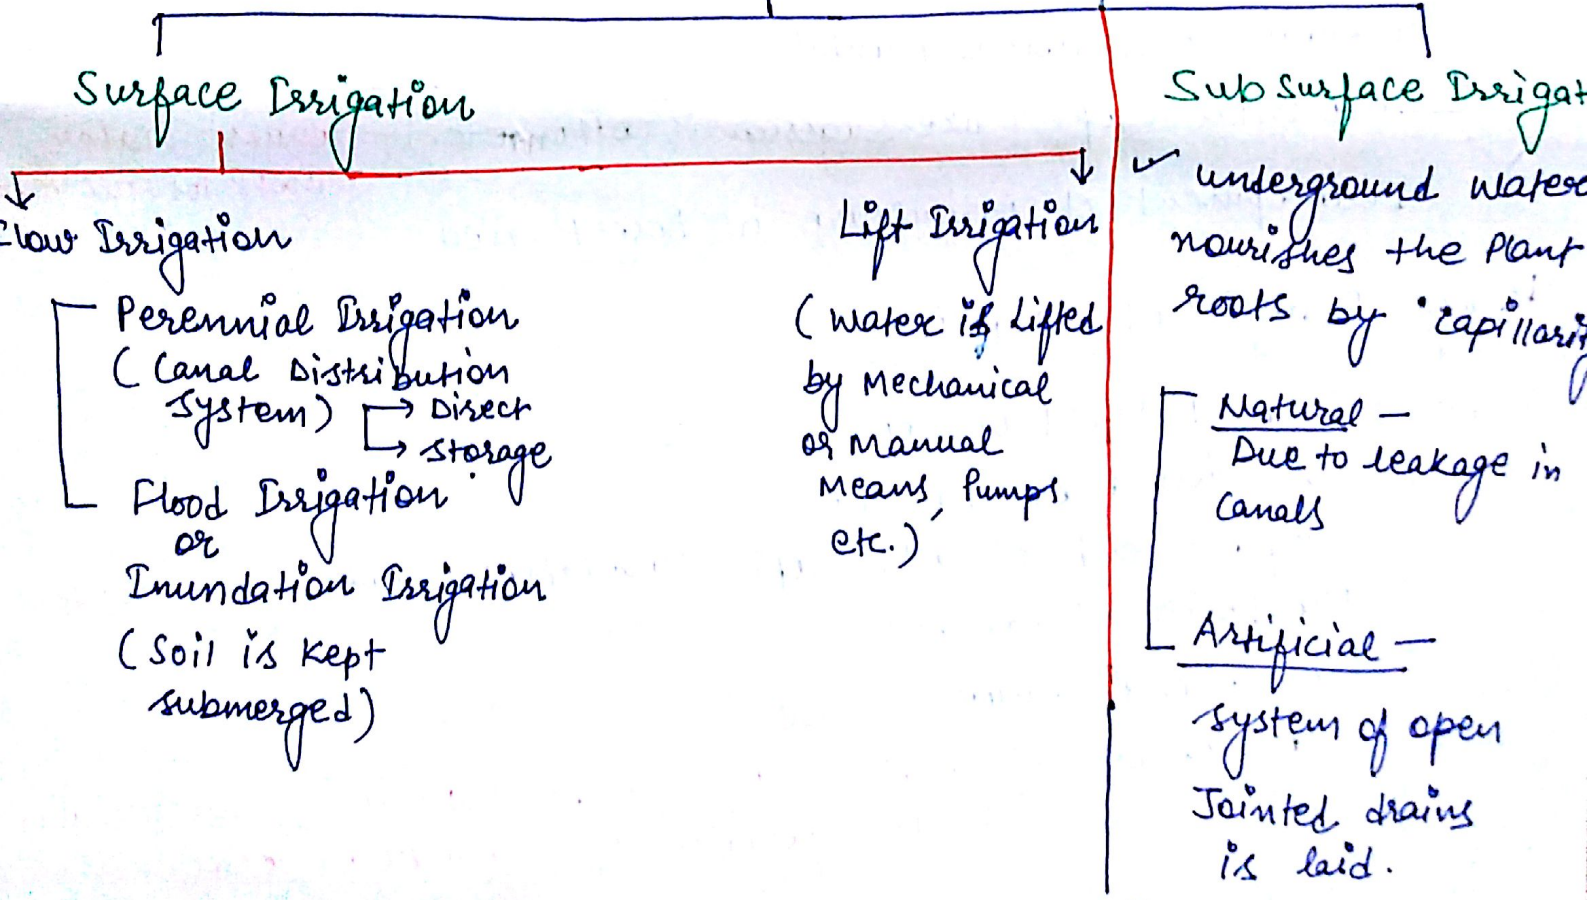 Surface Irrigation
Flow Irrigation
Perennial Irrigation
(Canal Distribution
System) → Direct
→ Storage
Flood Irrigation
or
Inundation Irrigation
(Soil is kept
submerged)
Lift Irrigation
(Water is Lifted
by Mechanical
or Manual
Means, Pumps
etc.)
Sub surface Irrigat
✓ underground water
nourishes the Plant
roots by capillarity
Natural —
Due to leakage in
Canals
Artificial —
system of open
Jointed drains
is laid.